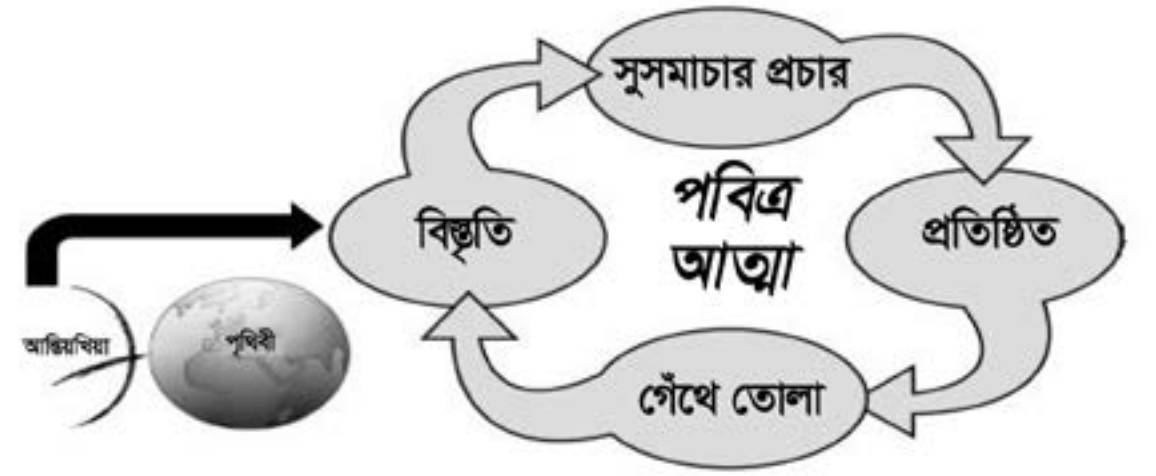 সুসমাচার প্রচার
পবিত্র
আত্মা
বিস্তৃতি
প্রতিষ্ঠিত
আন্তিয়খিয়া
পৃথিবী
গেঁথে তোলা